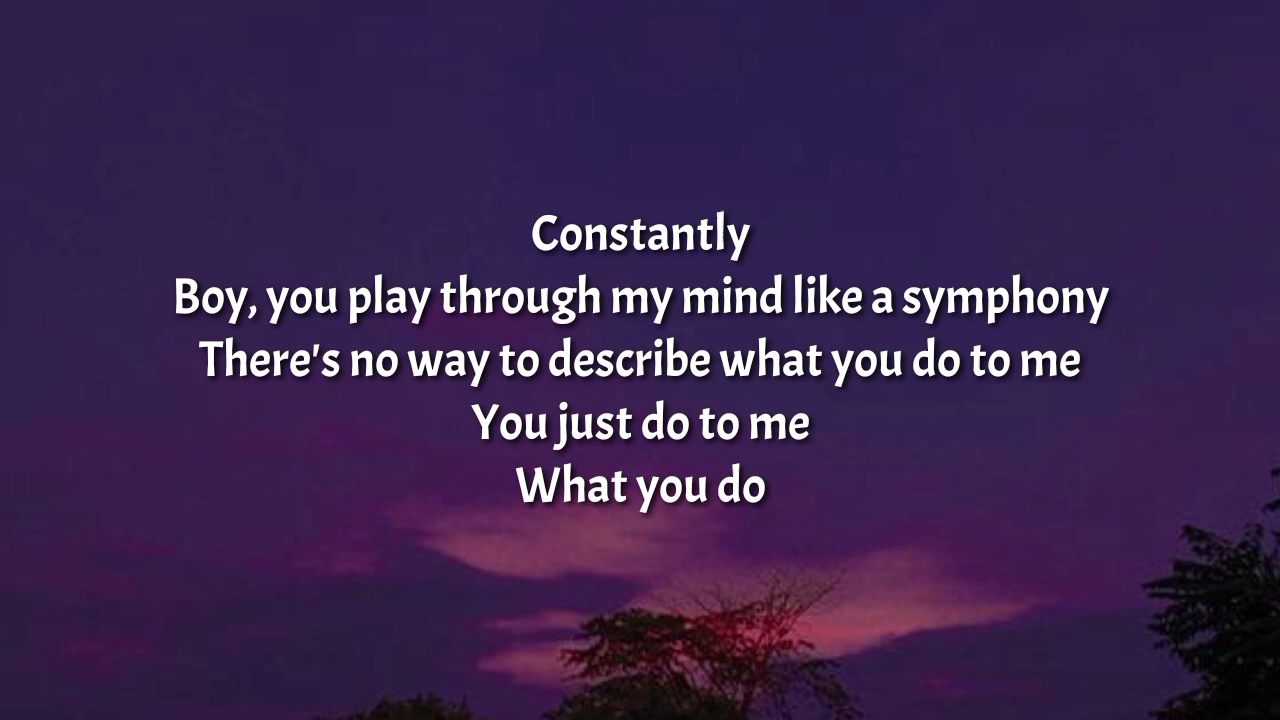 Constantly
Boy, you play through my mind like a symphony
There's no way to describe what you do to me
You just do to me
What you do